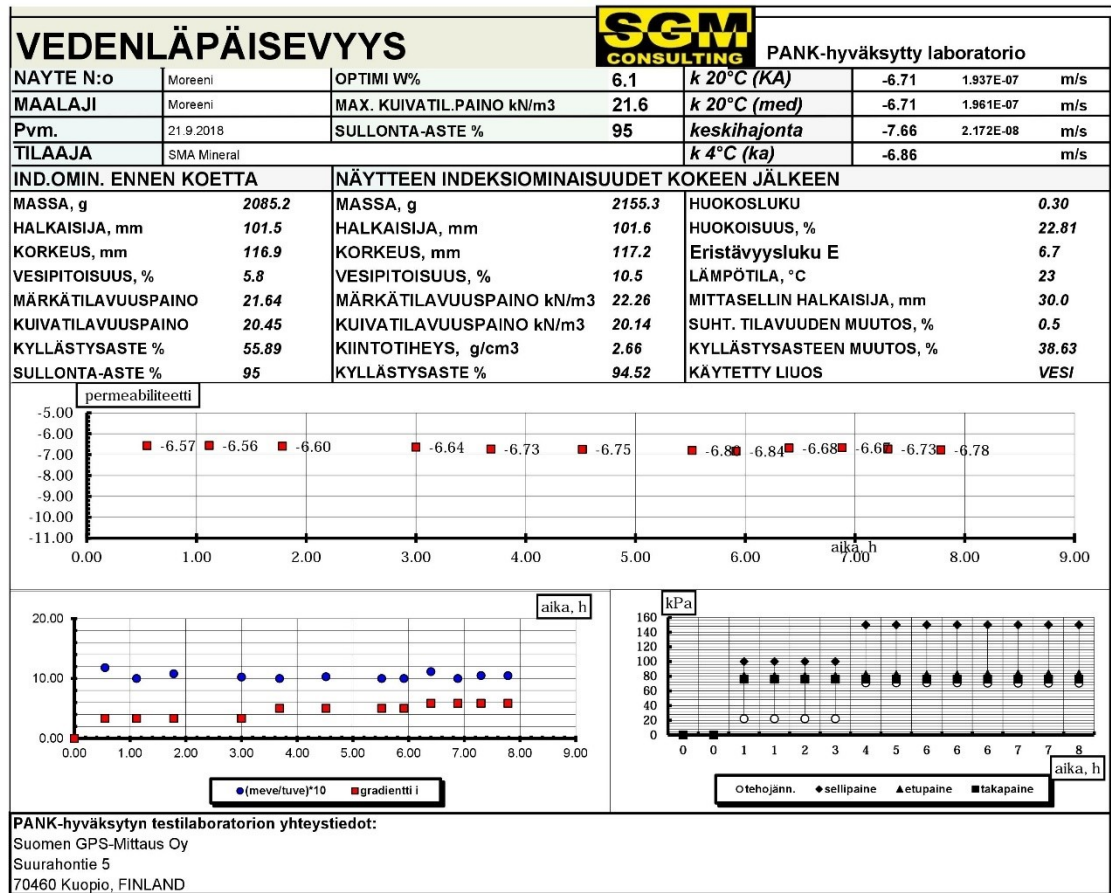 VEDENLÄPÄISEVYYS
SGM
CONSULTING
PANK-hyväksytty laboratorio
NÄYTE N:o Moreeni OPTIMI W% 6.1 k 20°C (KA) -6.71 1.937E-07 m/s
MAALAJI Moreeni MAX. KUIVATIL.PAINO kN/m3 21.6 k 20°C (med) -6.71 1.961E-07 m/s
Pvm. 21.9.2018 SULLONTA-ASTE % 95 keskihajonta -7.66 2.172E-08 m/s
TILAAJA SMA Mineral k 4°C (ka) -6.86 m/s
IND.OMIN. ENNEN KOETTA NÄYTTEEN INDEKSIOMINAISUUDET KOKEEN JÄLKEEN
MASSA, g 2085.2 MASSA, g 2155.3 HUOKOSLUKU 0.30
HALKAISIJA, mm 101.5 HALKAISIJA, mm 101.6 HUOKOISUUS, % 22.81
KORKEUS, mm 116.9 KORKEUS, mm 117.2 Eristävyysluku E 6.7
VESIPITOISUUS, % 5.8 VESIPITOISUUS, % 10.5 LÄMPÖTILA, °C 23
MÄRKÄTILAVUUSPAINO 21.64 MÄRKÄTILAVUUSPAINO kN/m3 22.26 MITTASELLIN HALKAISIJA, mm 30.0
KUIVATILAVUUSPAINO 20.45 KUIVATILAVUUSPAINO kN/m3 20.14 SUHT. TILAVUUDEN MUUTOS, % 0.5
KYLLÄSTYSASTE % 55.89 KIINTOTIHEYS, g/cm3 2.66 KYLLÄSTYSASTEEN MUUTOS, % 38.63
SULLONTA-ASTE % 95 KYLLÄSTYSASTE % 94.52 KÄYTETTY LIUOS VESI
permeabiliteetti
-5.00
-6.00
-7.00
-8.00
-9.00
-10.00
-11.00
-6.57 -6.56 -6.60 -6.64 -6.73 -6.75 -6.84 -6.68 -6.67 -6.73 -6.78
0.00 1.00 2.00 3.00 4.00 5.00 6.00 7.00 8.00 9.00
aika, h
aika, h
20.00
10.00
0.00
0.00 1.00 2.00 3.00 4.00 5.00 6.00 7.00 8.00 9.00
(meve/tuve)*10 gradientti i
kPa
160
140
120
100
80
60
40
20
0
0 0 1 1 2 3 4 5 6 6 6 7 7 8
aika, h
tehojänn. sellipaine etupaine takapaine
PANK-hyväksytyn testilaboratorion yhteystiedot:
Suomen GPS-Mittaus Oy
Suurahontie 5
70460 Kuopio, FINLAND